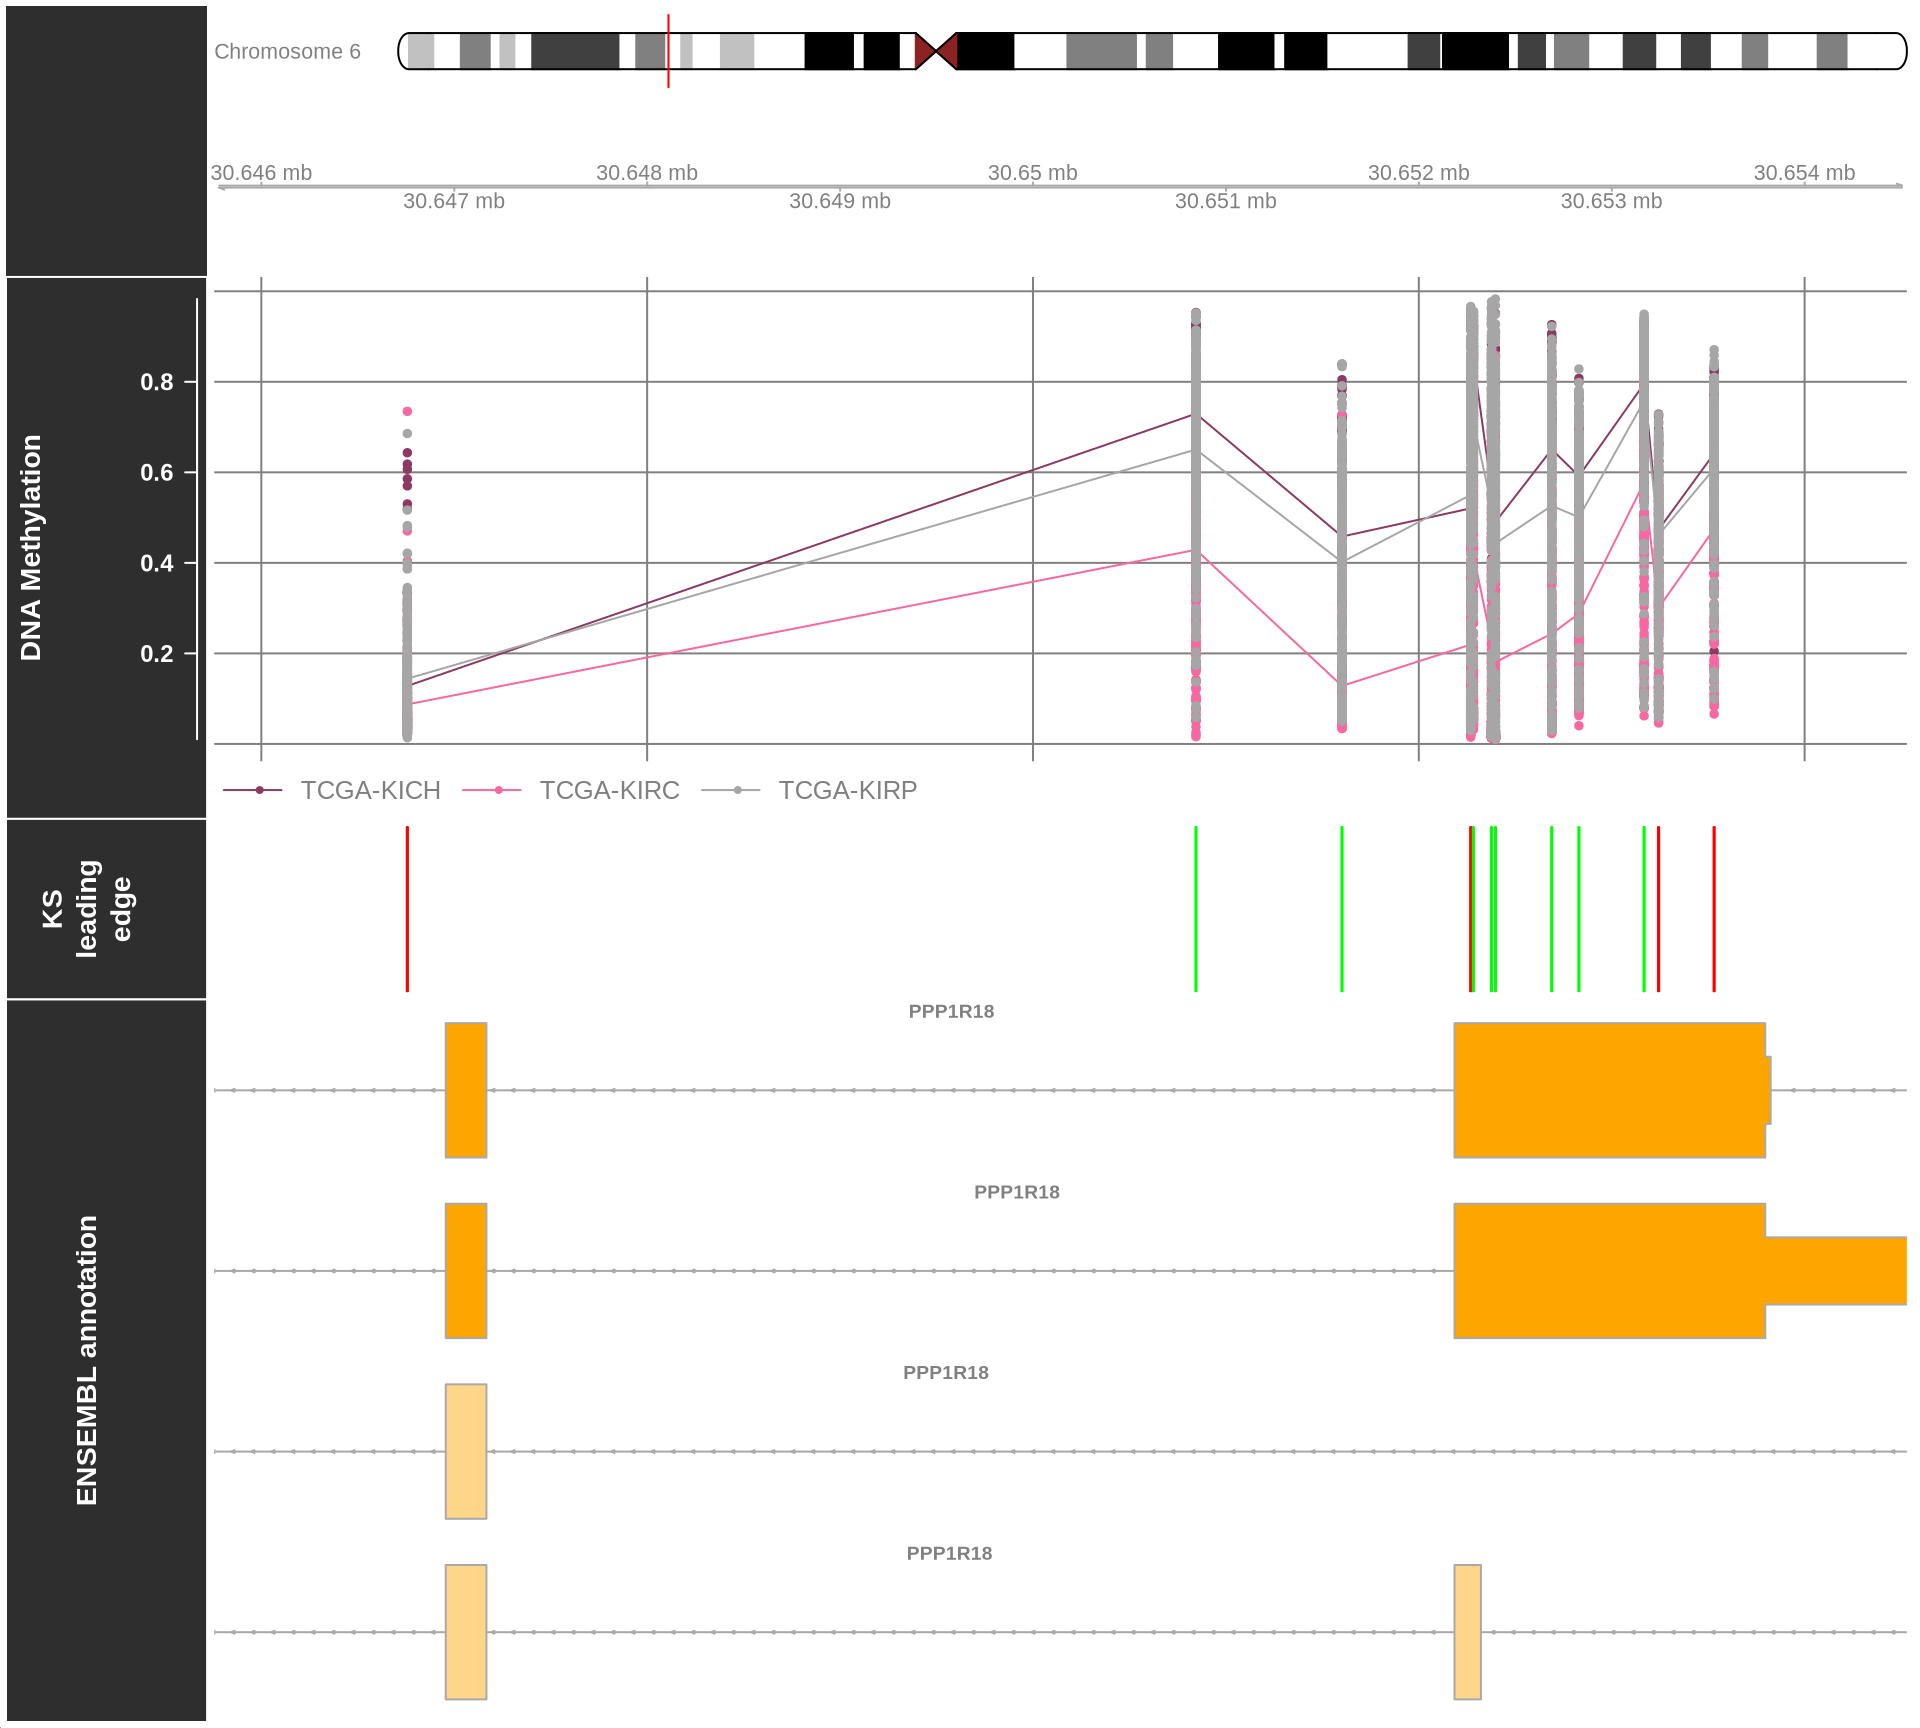 Chromosome 6
30.646 mb 30.648 mb 30.65 mb 30.652 mb 30.654 mb
30.647 mb 30.649 mb 30.651 mb 30.653 mb
DNA Methylation
0.8
0.6
0.4
0.2
TCGA-KICH TCGA-KIRC TCGA-KIRP
KS
leading
edge
ENSEMBL annotation
PPP1R18
PPP1R18
PPP1R18
PPP1R18